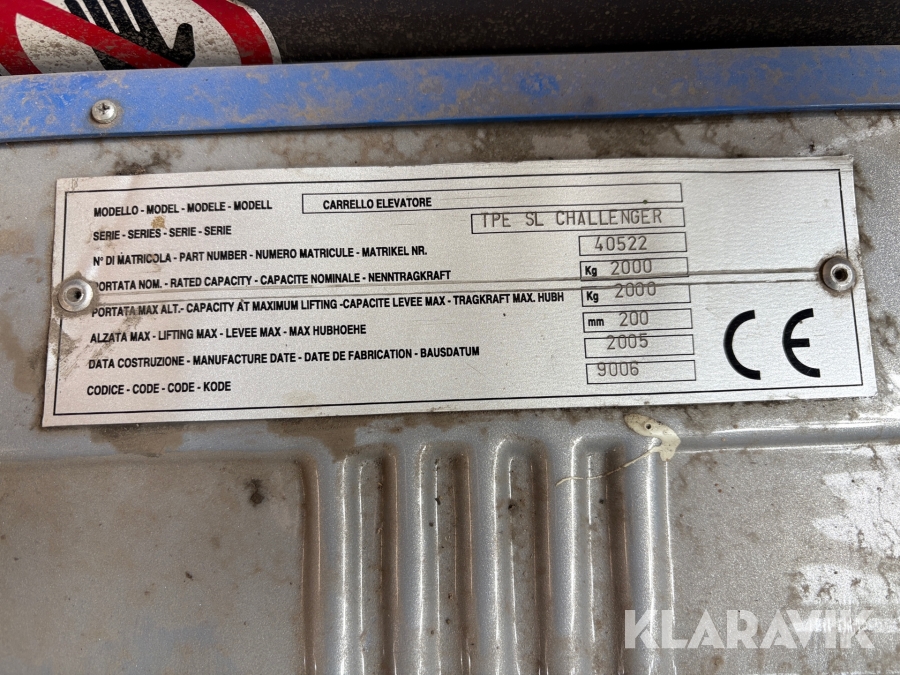 MODELLO - MODEL - MODELE - MODELL CARRELLO ELEVATORE
SERIE - SERIES - SERIE - SERIE TPE SL CHALLENGER
N° DI MATRICOLA - PART NUMBER - NUMERO MATRICULE - MATRIKEL NR. 40522
PORTATA NOM. - RATED CAPACITY - CAPACITE NOMINALE - NENNTRAGKRAFT Kg 2000
PORTATA MAX ALT.- CAPACITY AT MAXIMUM LIFTING -CAPACITE LEVEE MAX - TRAGKRAFT MAX. HUBH Kg 2000
ALZATA MAX - LIFTING MAX - LEVEE MAX - MAX HUBHOEHE mm 200
DATA COSTRUZIONE - MANUFACTURE DATE - DATE DE FABRICATION - BAUSDATUM 2005
CODICE - CODE - CODE - KODE 9006
CE
KLARAVIK